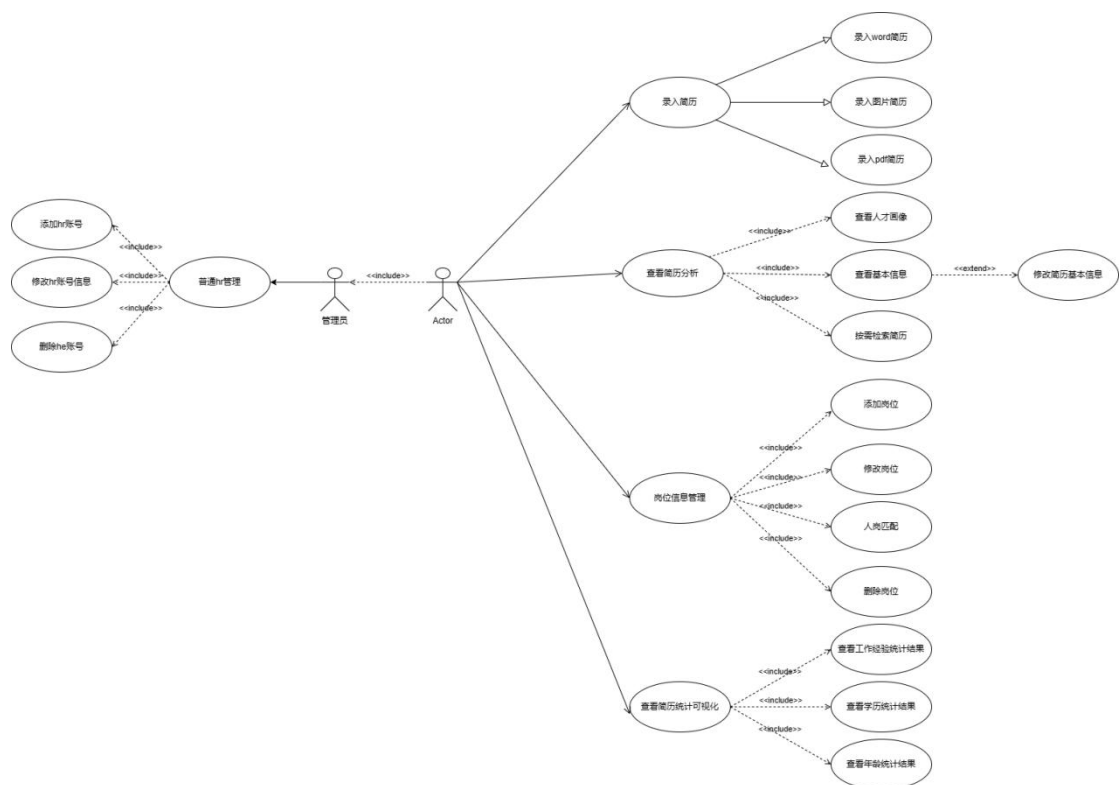 录入word简历
录入简历
录入图片简历
录入pdf简历
添加hr账号
<<include>>
修改hr账号信息
<<include>>
普通hr管理
<<include>>
删除he账号
管理员
<<include>>
Actor
查看人才画像
<<include>>
查看简历分析
<<include>>
查看基本信息
<<extend>>
修改简历基本信息
<<include>>
按需检索简历
添加岗位
<<include>>
修改岗位
<<include>>
岗位信息管理
<<include>>
人岗匹配
<<include>>
删除岗位
查看工作经验统计结果
<<include>>
查看简历统计可视化
<<include>>
查看学历统计结果
<<include>>
查看年龄统计结果